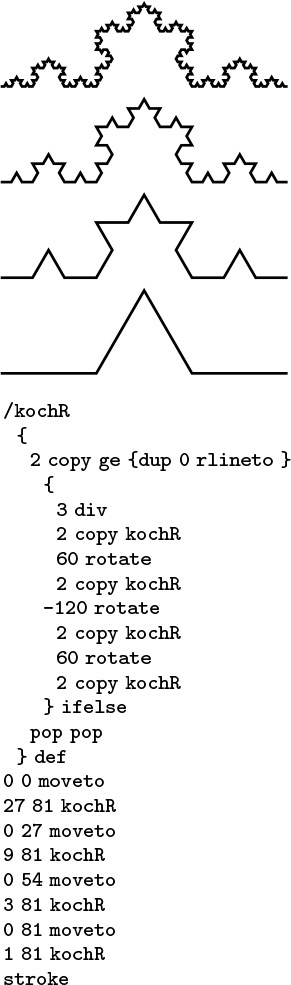 /kochR
{
2 copy ge {dup 0 rlineto }
{
3 div
2 copy kochR
60 rotate
2 copy kochR
-120 rotate
2 copy kochR
60 rotate
2 copy kochR
} ifelse
pop pop
} def
0 0 moveto
27 81 kochR
0 27 moveto
9 81 kochR
0 54 moveto
3 81 kochR
0 81 moveto
1 81 kochR
stroke